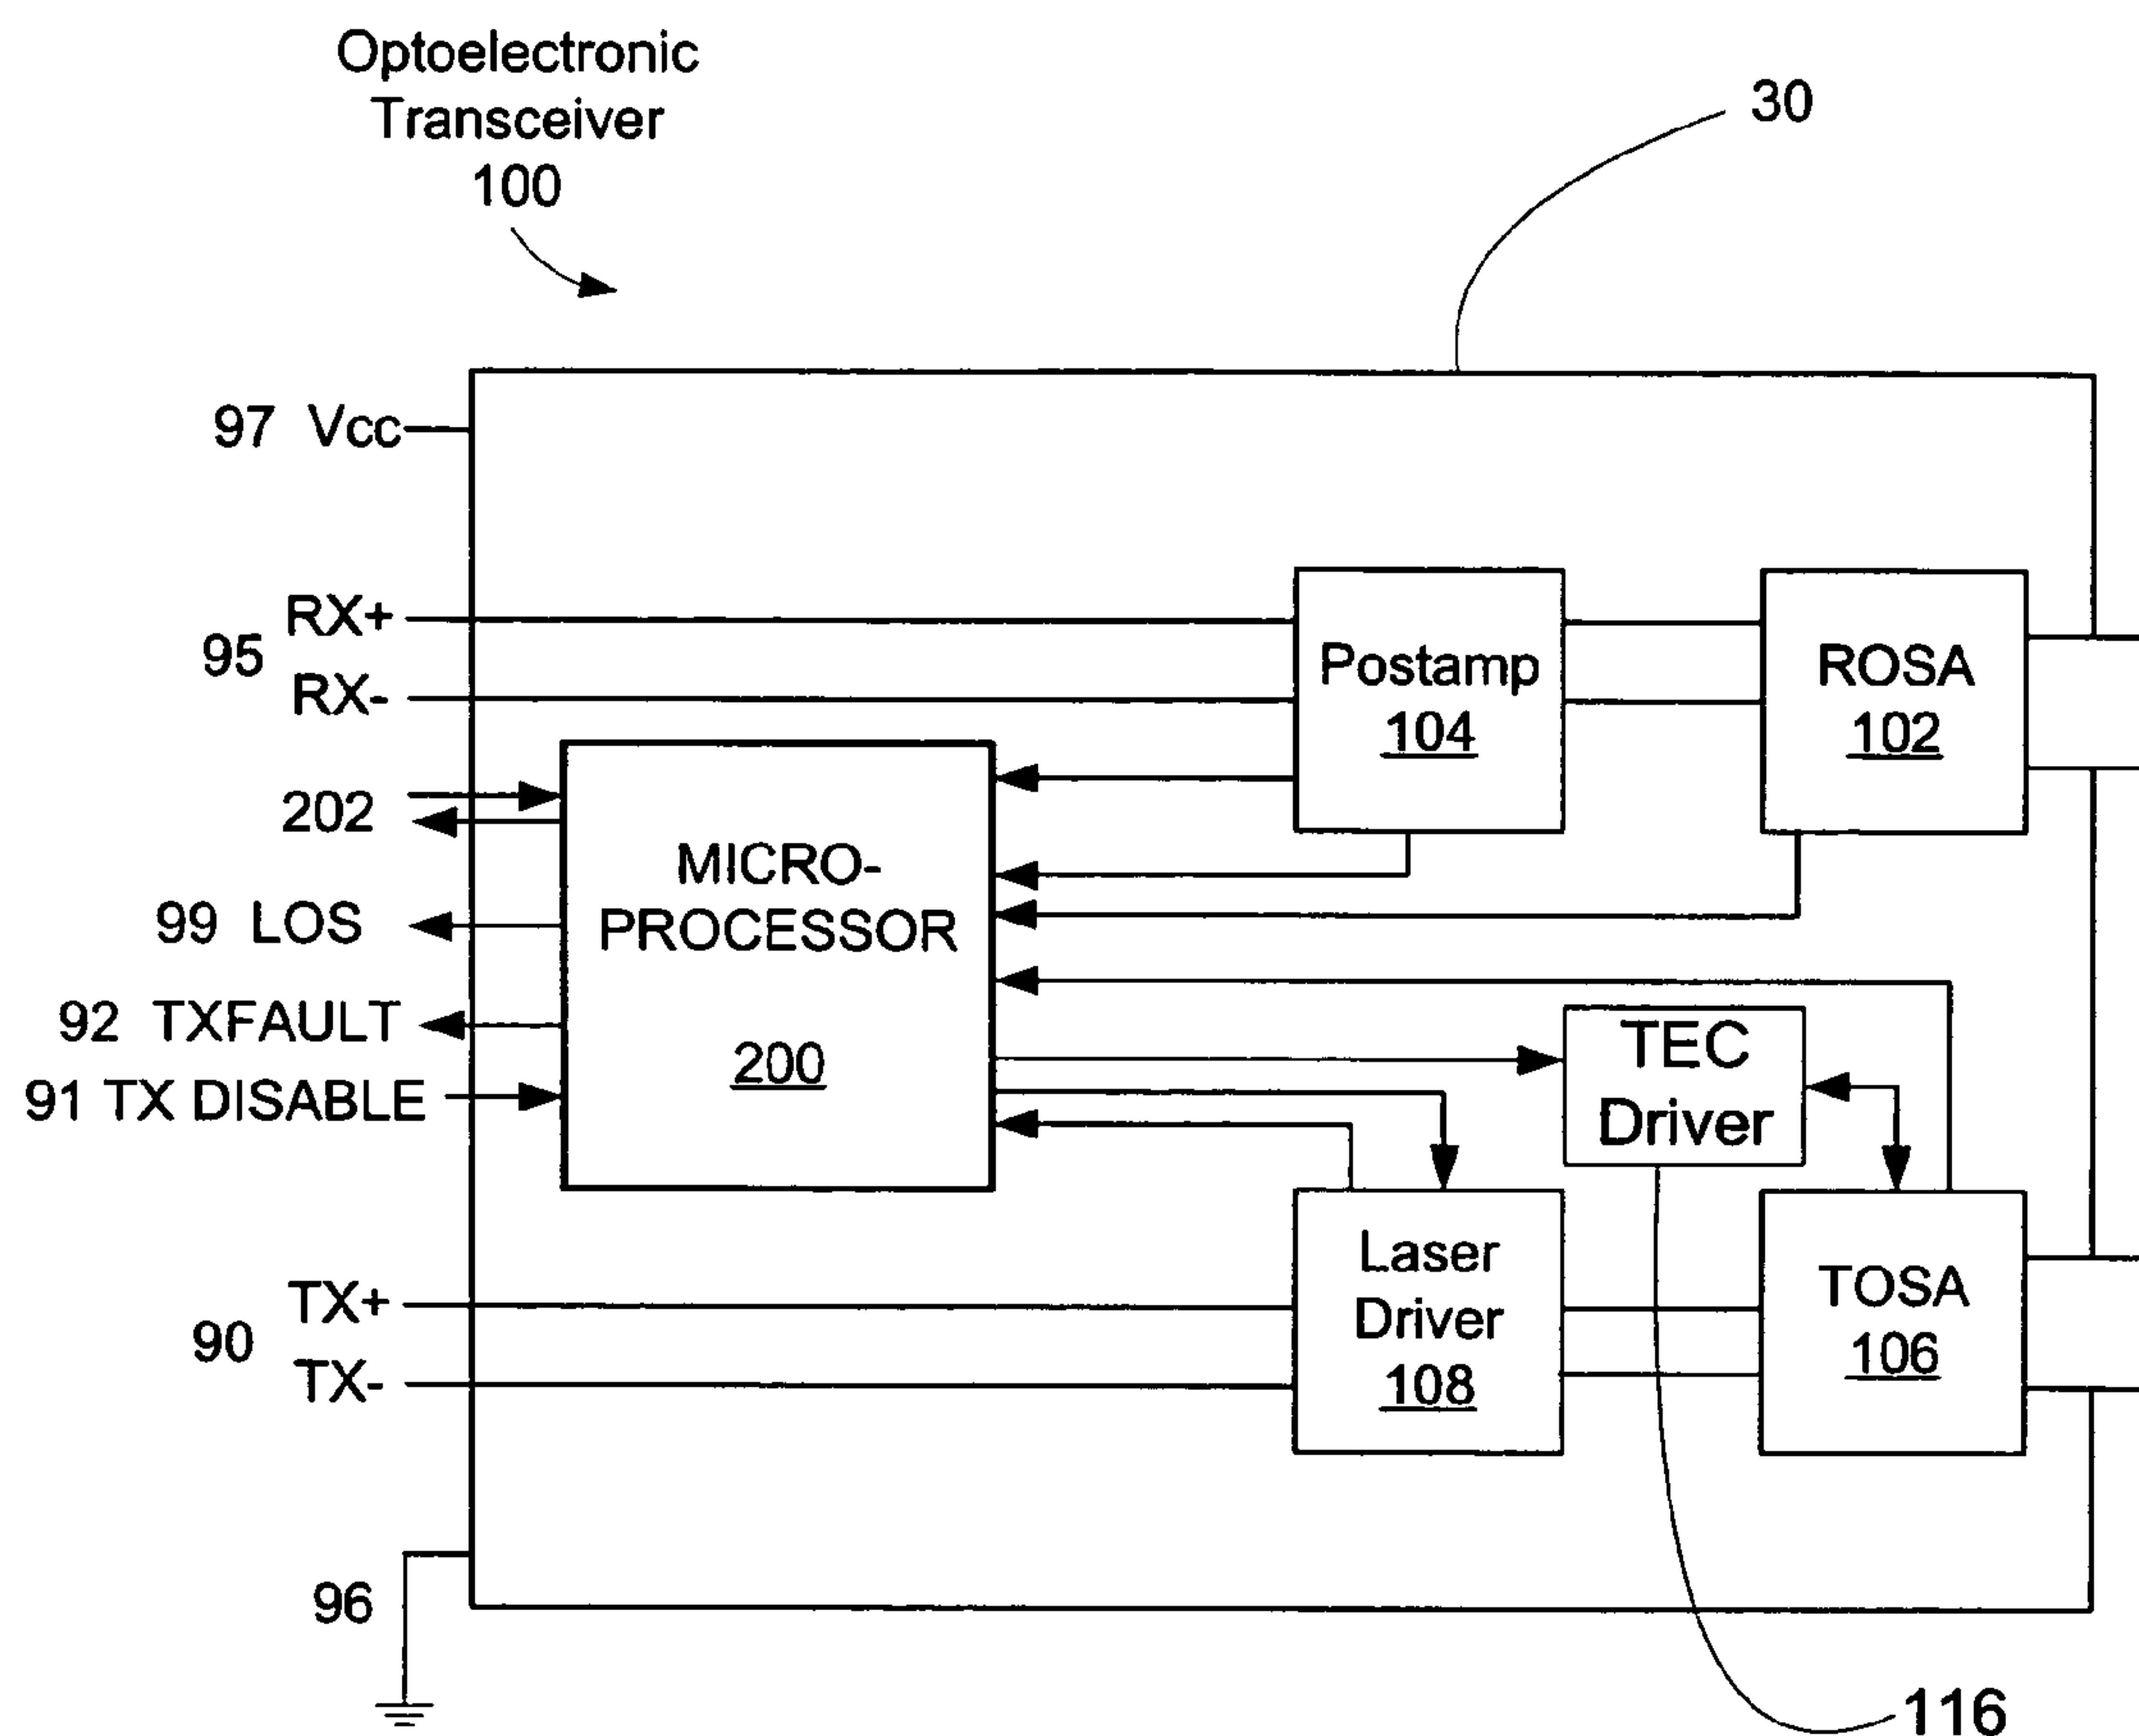 Optoelectronic
Transceiver
100
30
97 Vcc
RX+
95
RX-
Postamp
104
ROSA
102
202
MICRO-
PROCESSOR
200
99 LOS
92 TXFAULT
91 TX DISABLE
TEC
Driver
Laser
Driver
108
TOSA
106
TX+
90
TX-
96
116